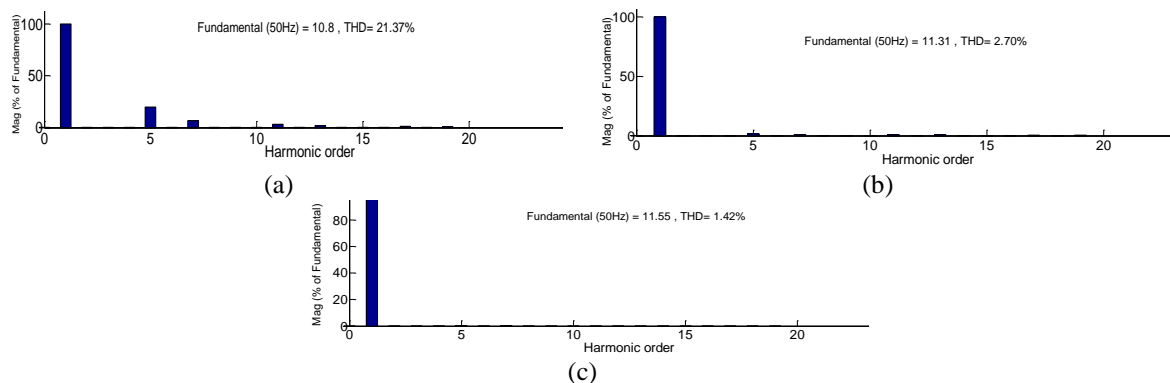 Fundamental (50Hz) = 10.8 , THD= 21.37%
Mag (% of Fundamental)
100
50
0
0 5 10 15 20
Harmonic order
(a)
Fundamental (50Hz) = 11.31 , THD= 2.70%
Mag (% of Fundamental)
100
50
0
0 5 10 15 20
Harmonic order
(b)
Fundamental (50Hz) = 11.55 , THD= 1.42%
Mag (% of Fundamental)
80
60
40
20
0
0 5 10 15 20
Harmonic order
(c)